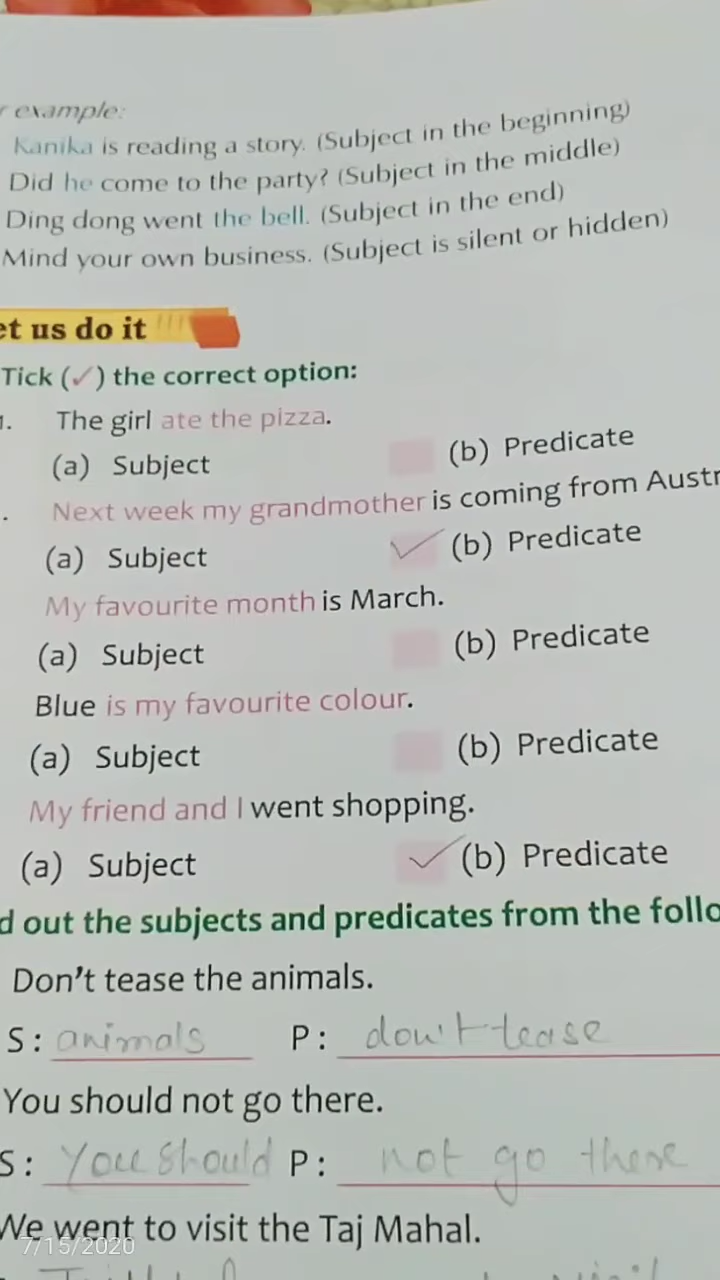 example:
Kanika is reading a story. (Subject in the beginning)
Did he come to the party? (Subject in the middle)
Ding dong went the bell. (Subject in the end)
Mind your own business. (Subject is silent or hidden)
et us do it
Tick (✓) the correct option:
1. The girl ate the pizza.
(a) Subject (b) Predicate
. Next week my grandmother is coming from Austr
(a) Subject ✓ (b) Predicate
My favourite month is March.
(a) Subject (b) Predicate
Blue is my favourite colour.
(a) Subject (b) Predicate
My friend and I went shopping.
(a) Subject ✓ (b) Predicate
d out the subjects and predicates from the follo
Don't tease the animals.
S: animals P: don't tease
You should not go there.
S: You should P: not go there
We went to visit the Taj Mahal.
7/15/2020